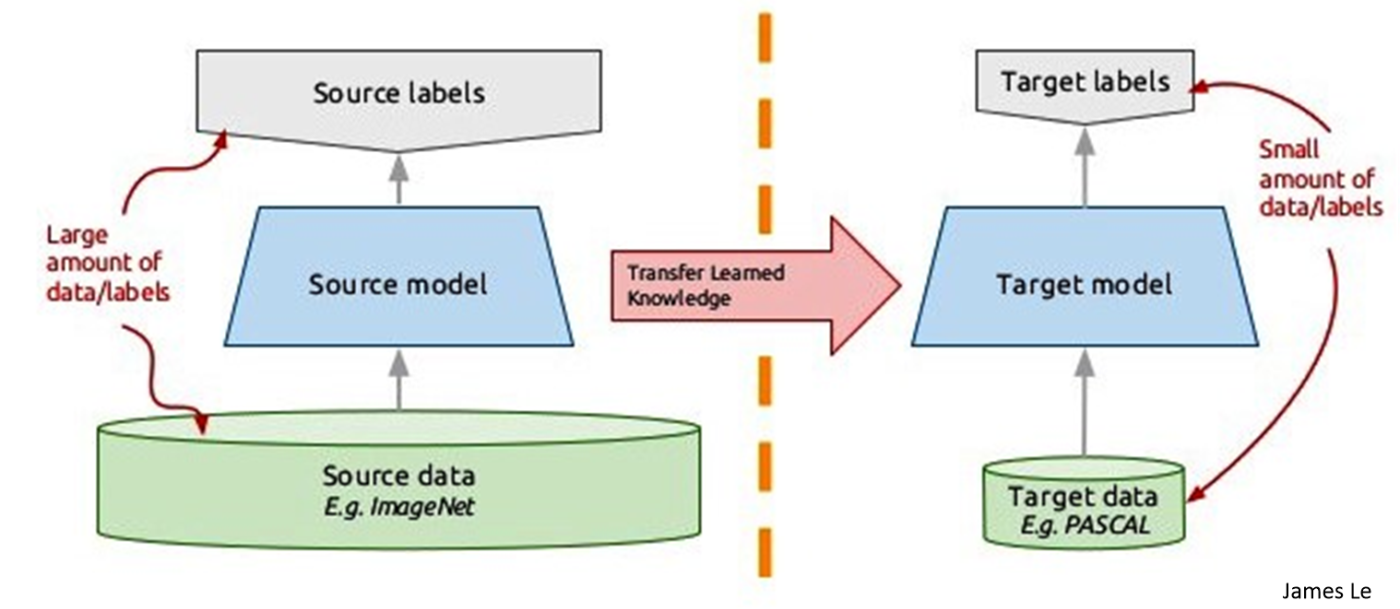 Source labels
Large
amount of
data/labels
Source model
Source data
E.g. ImageNet
Transfer Learned
Knowledge
Target labels
Small
amount of
data/labels
Target model
Target data
E.g. PASCAL
James Le